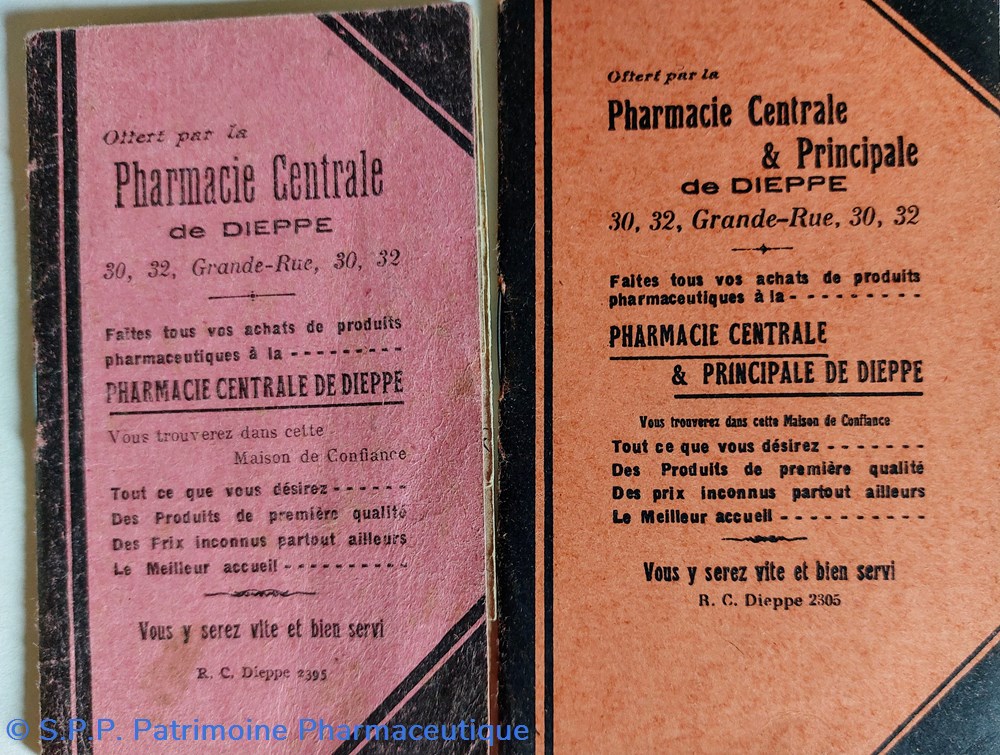 Offert par la
Pharmacie Centrale
de DIEPPE
30, 32, Grande-Rue, 30, 32
Faites tous vos achats de produits
pharmaceutiques à la - - - - - - - - - -
PHARMACIE CENTRALE DE DIEPPE
Vous trouverez dans cette
Maison de Confiance
Tout ce que vous désirez - - - - - -
Des Produits de première qualité
Des Prix inconnus partout ailleurs
Le Meilleur accueil - - - - - - - - - -
Vous y serez vite et bien servi
R. C. Dieppe 2395
Offert par la
Pharmacie Centrale
& Principale
de DIEPPE
30, 32, Grande-Rue, 30, 32
Faites tous vos achats de produits
pharmaceutiques à la - - - - - - - - - -
PHARMACIE CENTRALE
& PRINCIPALE DE DIEPPE
Vous trouverez dans cette Maison de Confiance
Tout ce que vous désirez - - - - - - -
Des Produits de première qualité
Des prix inconnus partout ailleurs
Le Meilleur accueil - - - - - - - - - -
Vous y serez vite et bien servi
R. C. Dieppe 2305
© S.P.P. Patrimoine Pharmaceutique